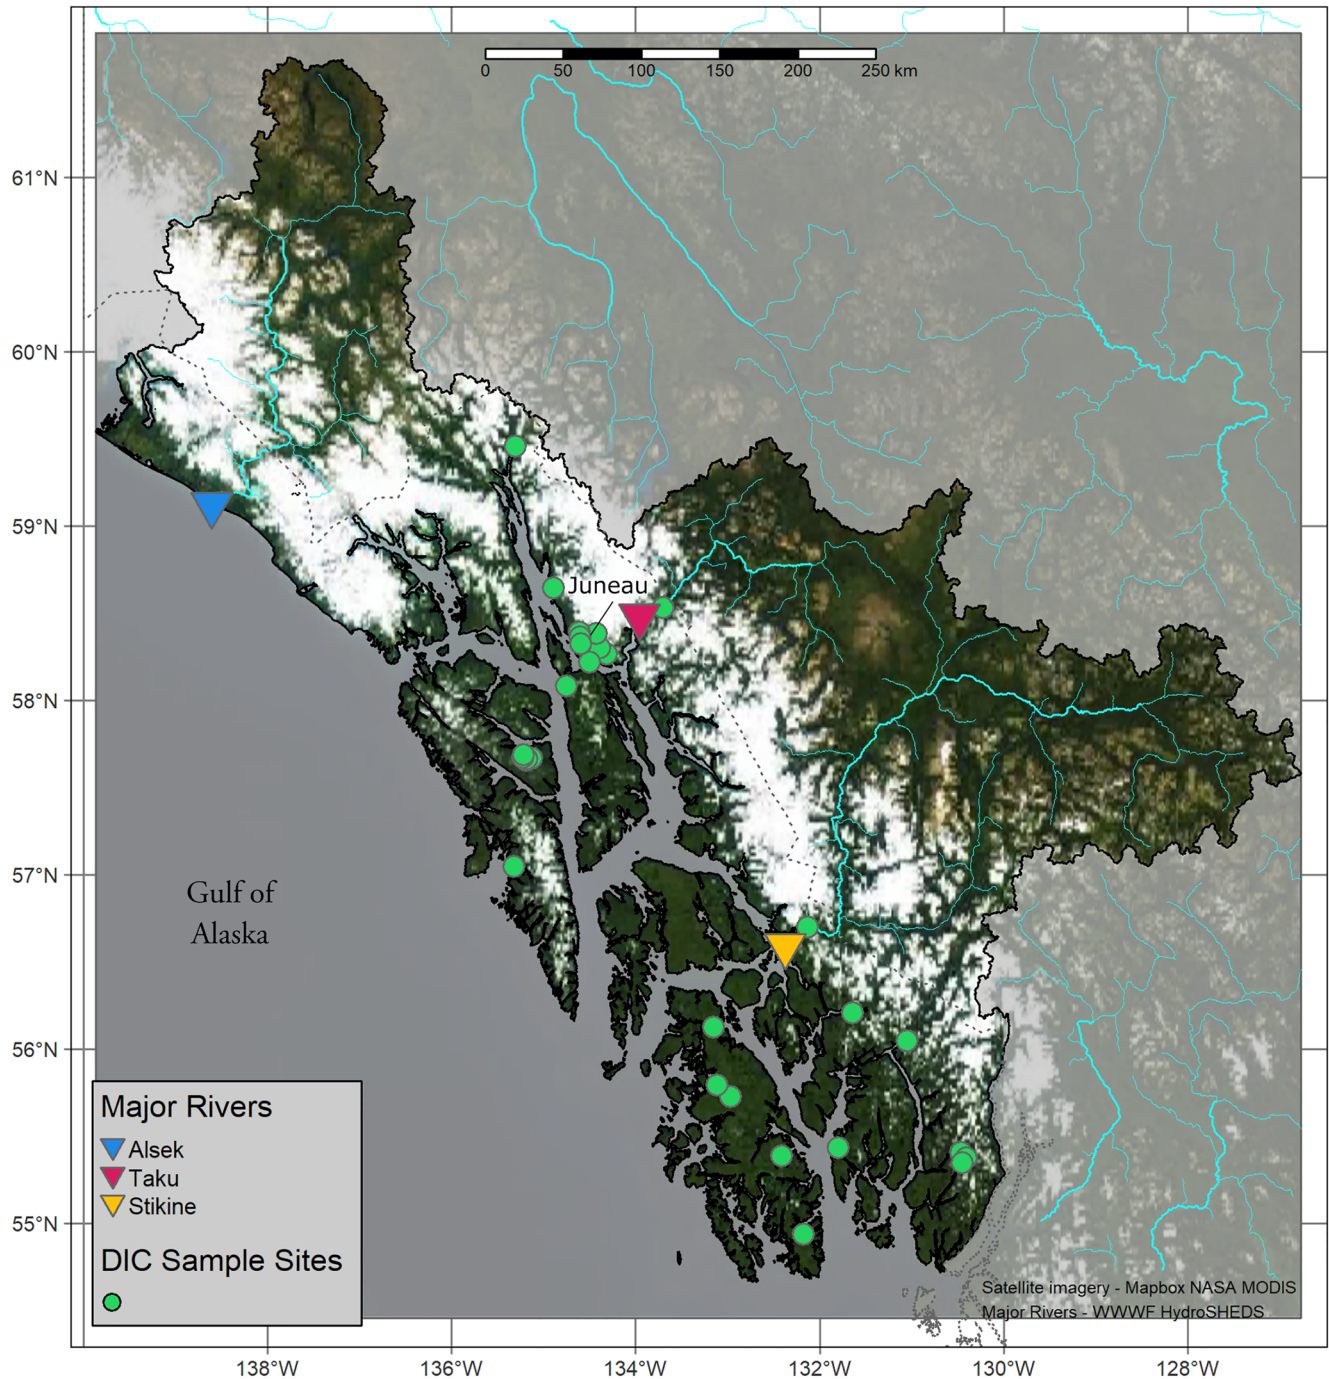 0 50 100 150 200 250 km
61°N
60°N
59°N
Juneau
58°N
57°N
Gulf of
Alaska
56°N
Major Rivers
Alsek
Taku
Stikine
55°N
DIC Sample Sites
Satellite imagery - Mapbox NASA MODIS
Major Rivers - WWWF HydroSHEDS
138°W 136°W 134°W 132°W 130°W 128°W